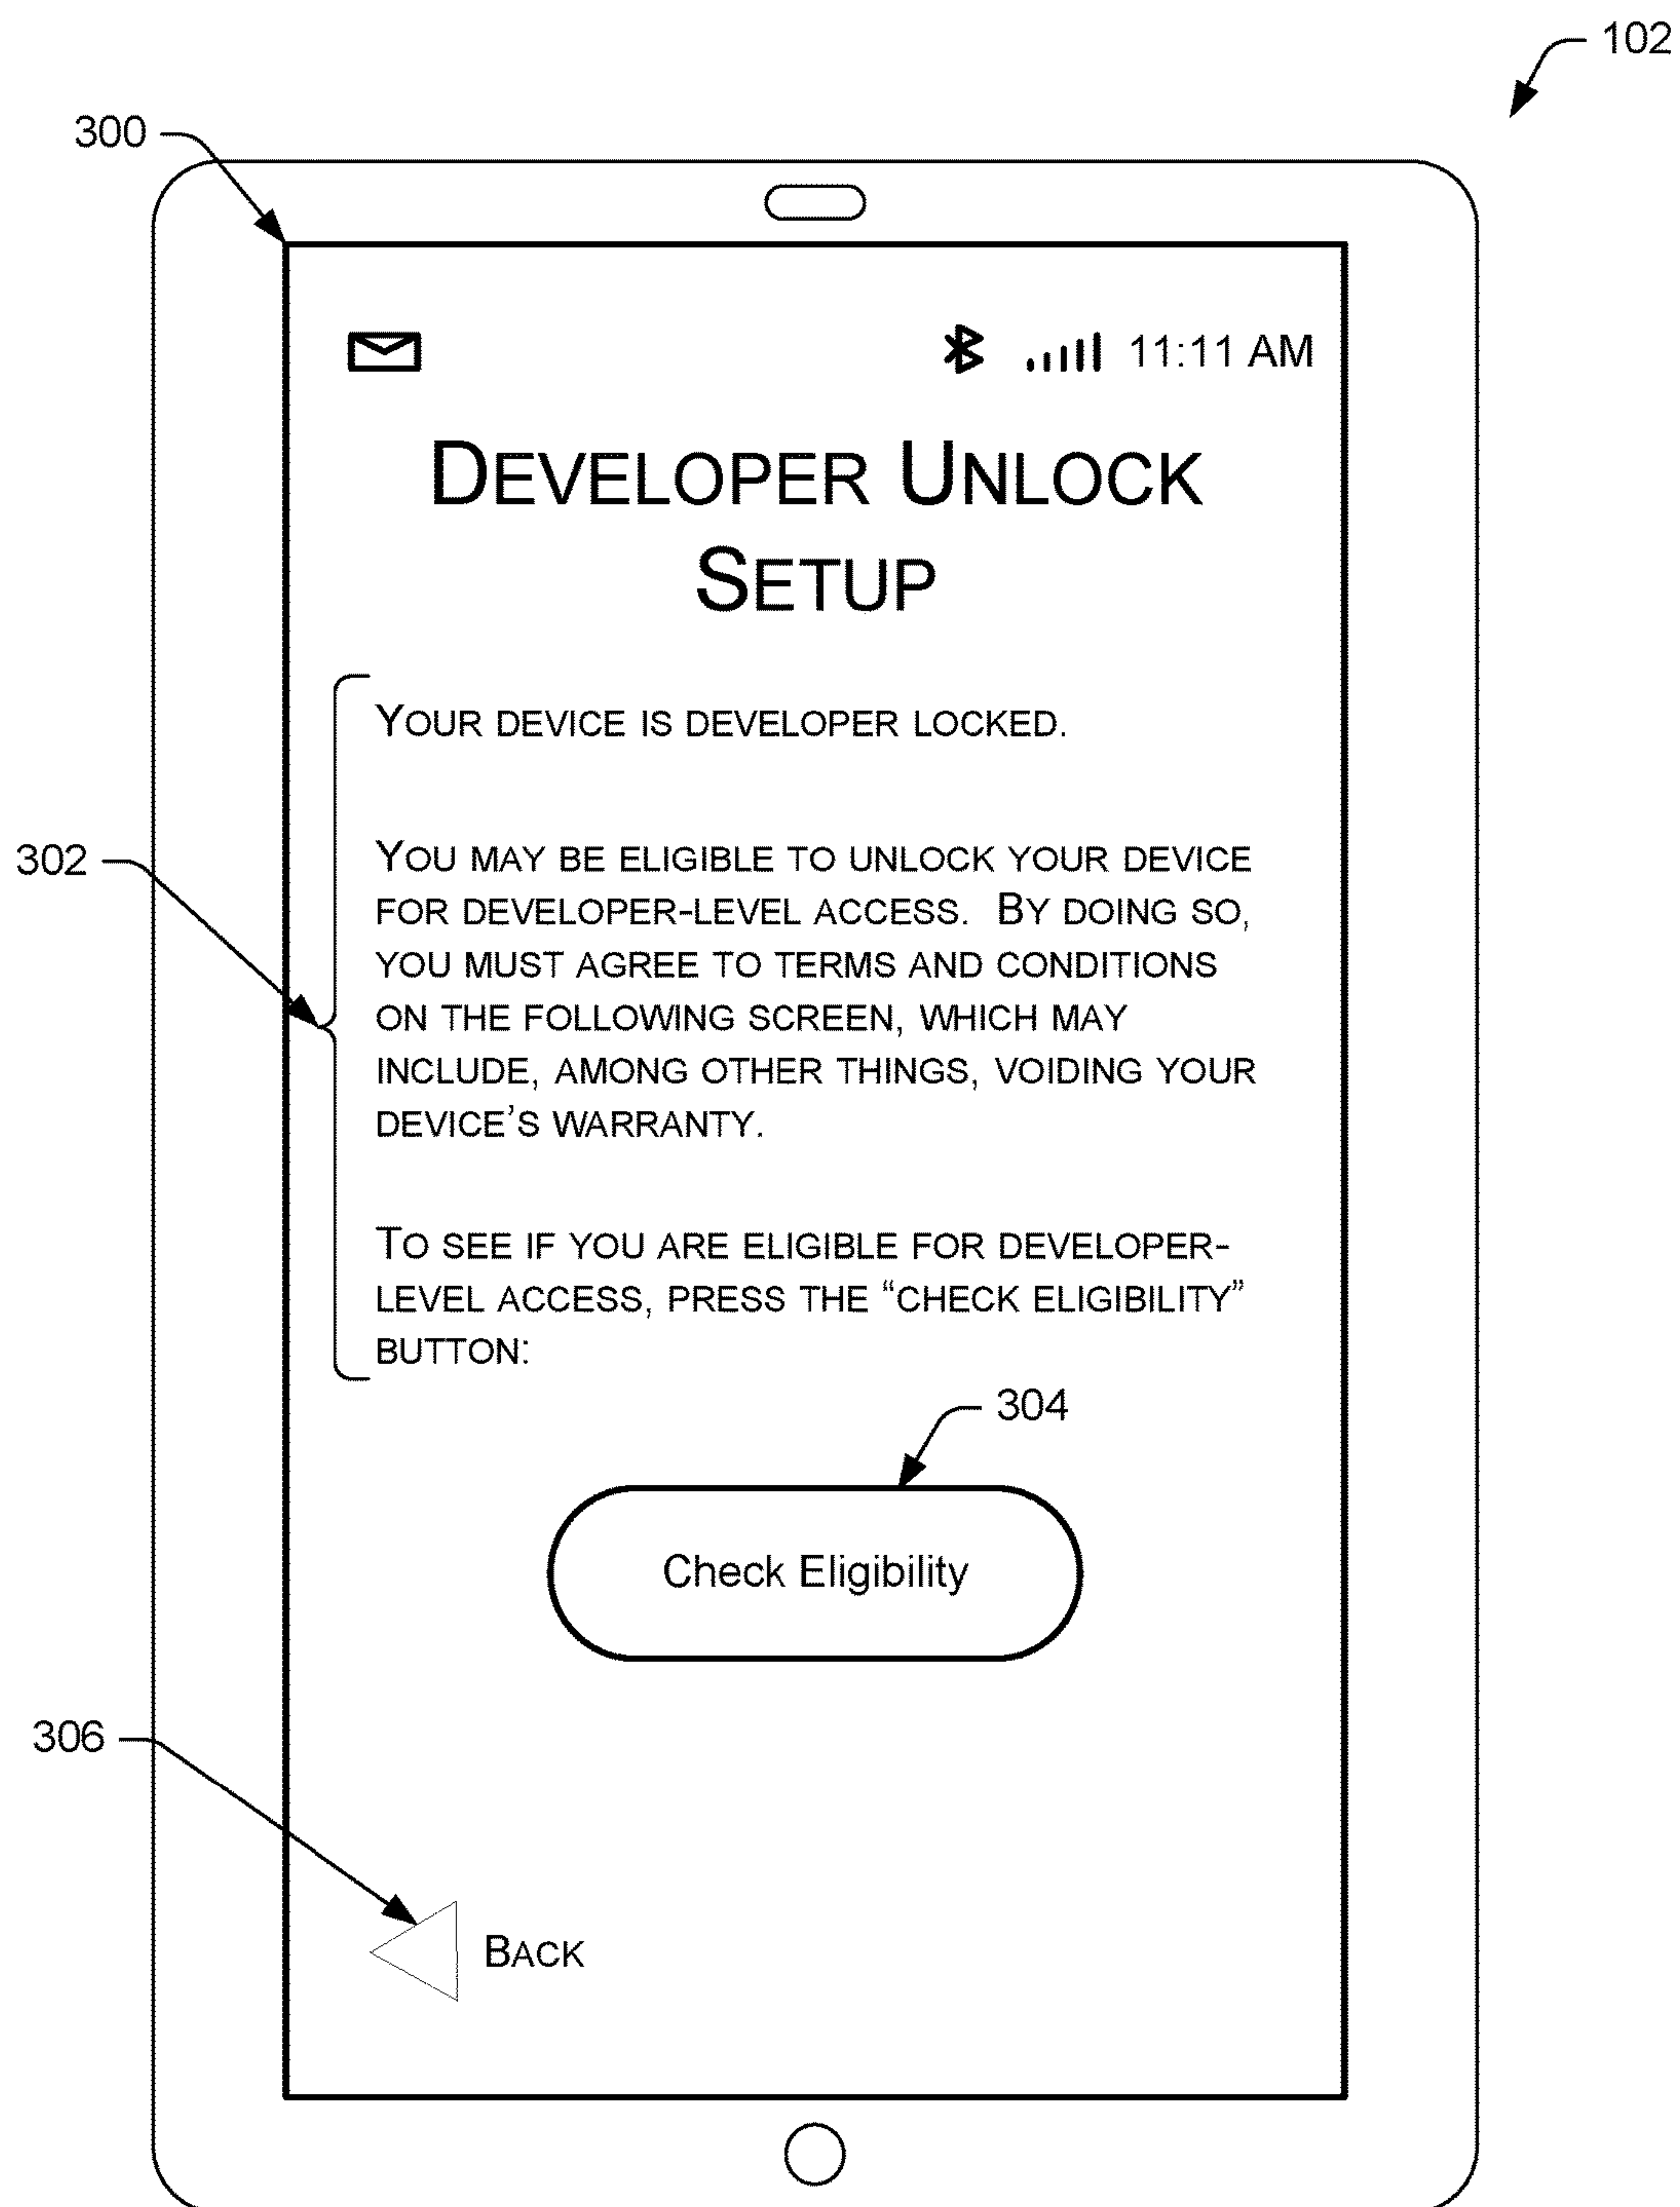 102
300
11:11 AM
DEVELOPER UNLOCK
SETUP
YOUR DEVICE IS DEVELOPER LOCKED.
302
YOU MAY BE ELIGIBLE TO UNLOCK YOUR DEVICE
FOR DEVELOPER-LEVEL ACCESS. BY DOING SO,
YOU MUST AGREE TO TERMS AND CONDITIONS
ON THE FOLLOWING SCREEN, WHICH MAY
INCLUDE, AMONG OTHER THINGS, VOIDING YOUR
DEVICE'S WARRANTY.
TO SEE IF YOU ARE ELIGIBLE FOR DEVELOPER-
LEVEL ACCESS, PRESS THE “CHECK ELIGIBILITY”
BUTTON:
304
Check Eligibility
306
BACK